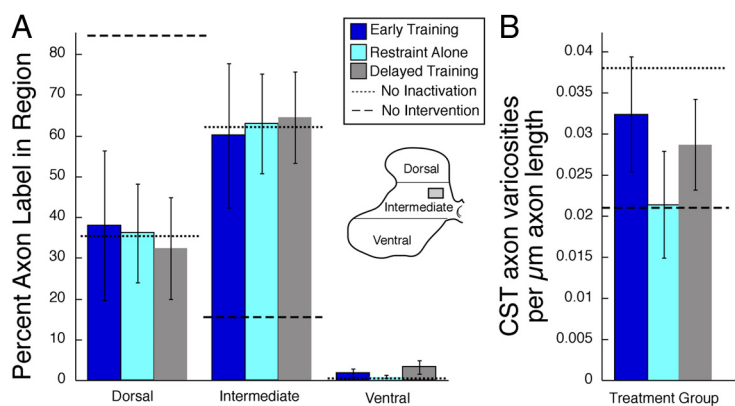 A
Percent Axon Label in Region
80
70
60
50
40
30
20
10
0
Dorsal
Intermediate
Ventral
Early Training
Restraint Alone
Delayed Training
No Inactivation
No Intervention
Dorsal
Intermediate
Ventral
B
CST axon varicosities
per µm axon length
0.04
0.035
0.03
0.025
0.02
0.015
0.01
0.005
0
Treatment Group